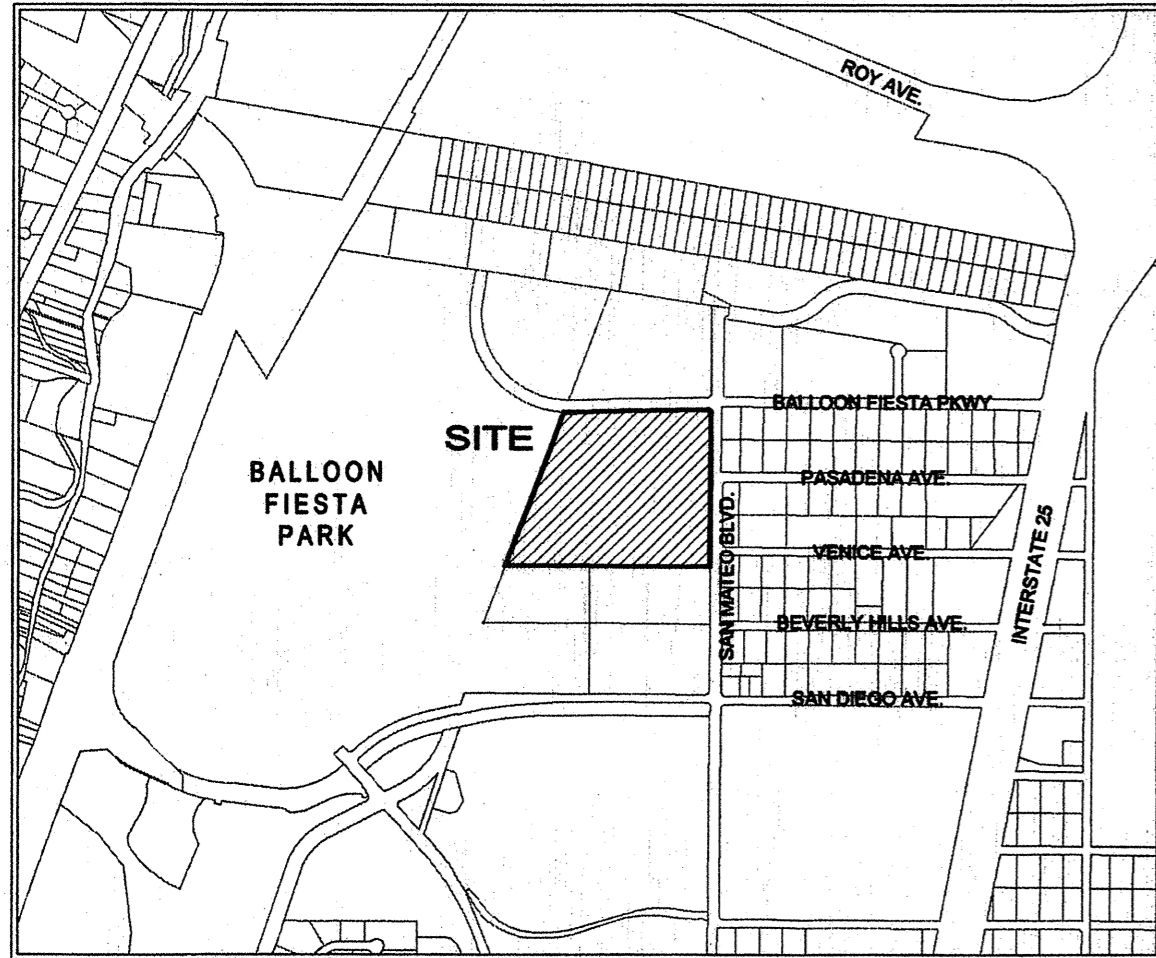 ROY AVE.
BALLOON FIESTA PKWY
SITE
BALLOON
FIESTA
PARK
PASADENA AVE.
SAN MATEO BLVD.
VENICE AVE.
INTERSTATE 25
BEVERLY HILLS AVE.
SAN DIEGO AVE.